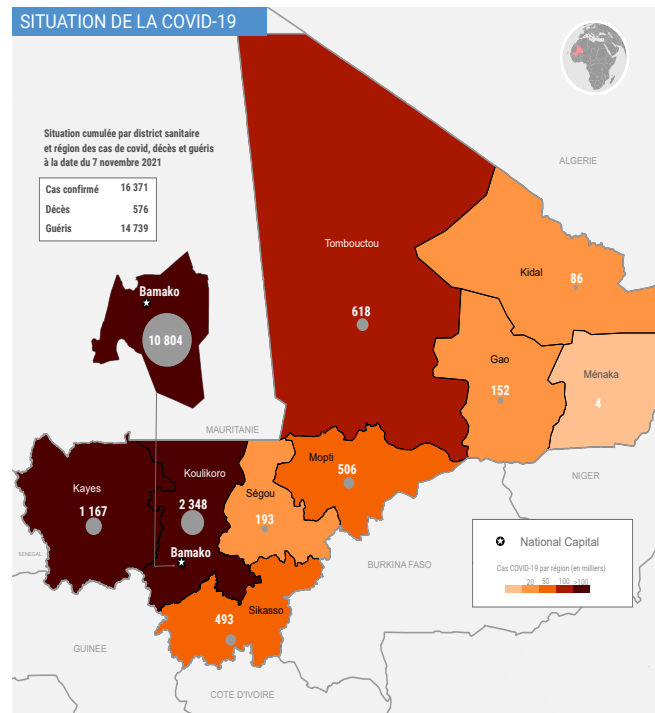 SITUATION DE LA COVID-19
Situation cumulée par district sanitaire
et région des cas de covid, décès et guéris
à la date du 7 novembre 2021
Cas confirmé 16 371
Décès 576
Guéris 14 739
ALGERIE
Tombouctou
618
Kidal
86
Bamako
10 804
Gao
152
Ménaka
4
MAURITANIE
NIGER
Kayes
1 167
Koulikoro
2 348
Bamako
Ségou
193
Mopti
506
SENEGAL
BURKINA FASO
Sikasso
493
GUINEE
COTE D'IVOIRE
National Capital
Cas COVID-19 par région (en milliers)
20 50 100 >100